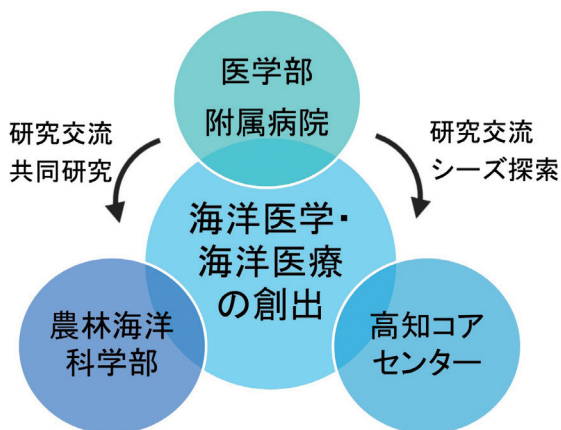 医学部
附属病院
研究交流
共同研究
研究交流
シーズ探索
海洋医学・
海洋医療
の創出
農林海洋
科学部
高知コア
センター